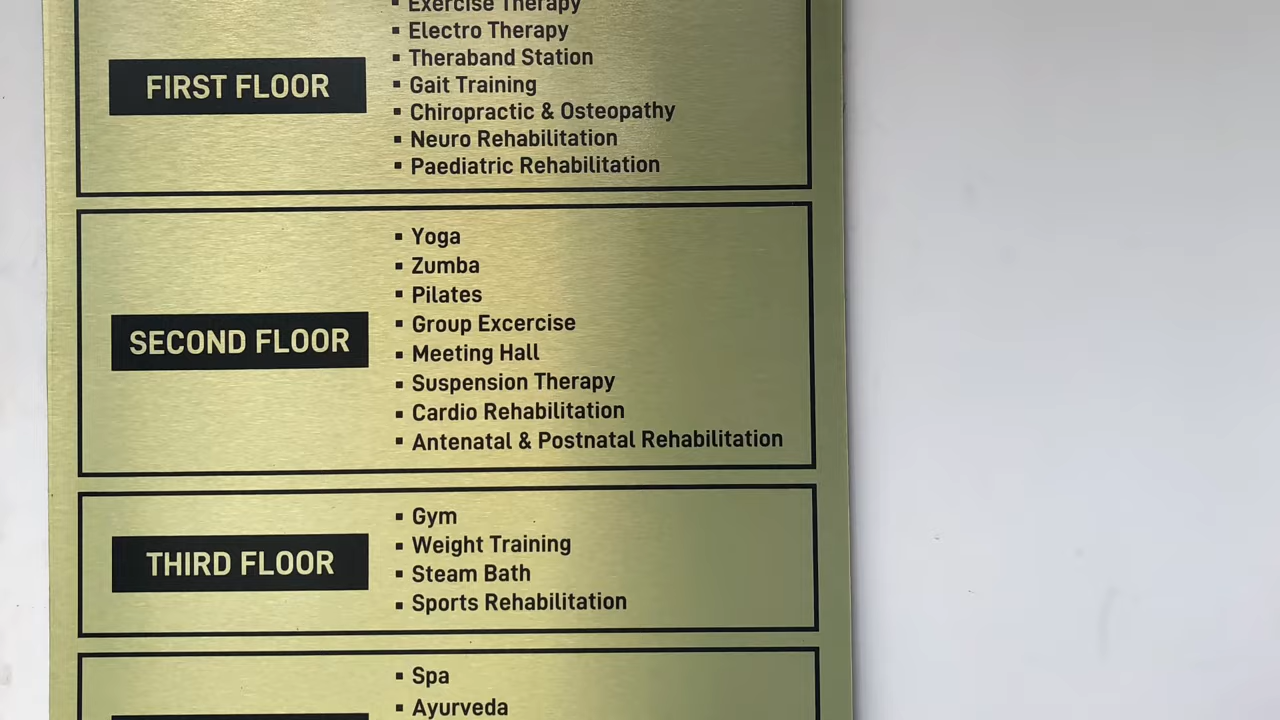 ▪ Exercise Therapy
▪ Electro Therapy
▪ Theraband Station
FIRST FLOOR
▪ Gait Training
▪ Chiropractic & Osteopathy
▪ Neuro Rehabilitation
▪ Paediatric Rehabilitation
▪ Yoga
▪ Zumba
▪ Pilates
▪ Group Excercise
SECOND FLOOR
▪ Meeting Hall
▪ Suspension Therapy
▪ Cardio Rehabilitation
▪ Antenatal & Postnatal Rehabilitation
▪ Gym
▪ Weight Training
THIRD FLOOR
▪ Steam Bath
▪ Sports Rehabilitation
▪ Spa
▪ Ayurveda